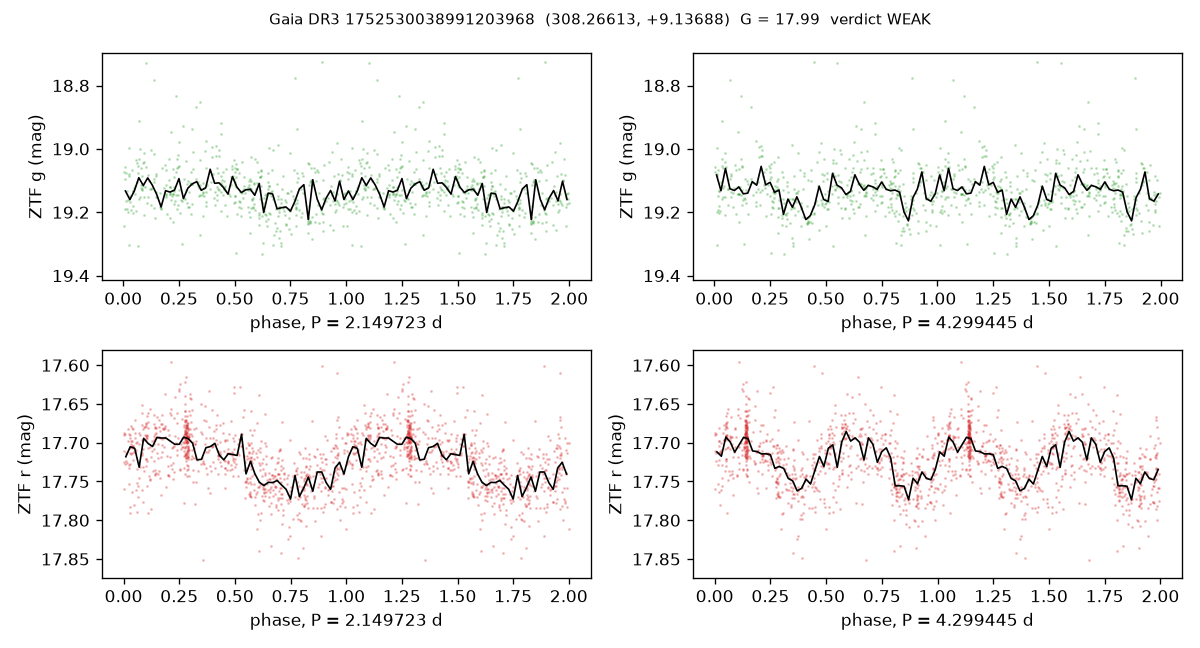 Gaia DR3 1752530038991203968  (308.26613, +9.13688)  G = 17.99  verdict WEAK
ZTF g (mag)
18.8
19.0
19.2
19.4
0.00 0.25 0.50 0.75 1.00 1.25 1.50 1.75 2.00
phase, P = 2.149723 d
ZTF g (mag)
18.8
19.0
19.2
19.4
0.00 0.25 0.50 0.75 1.00 1.25 1.50 1.75 2.00
phase, P = 4.299445 d
ZTF r (mag)
17.60
17.65
17.70
17.75
17.80
17.85
0.00 0.25 0.50 0.75 1.00 1.25 1.50 1.75 2.00
phase, P = 2.149723 d
ZTF r (mag)
17.60
17.65
17.70
17.75
17.80
17.85
0.00 0.25 0.50 0.75 1.00 1.25 1.50 1.75 2.00
phase, P = 4.299445 d